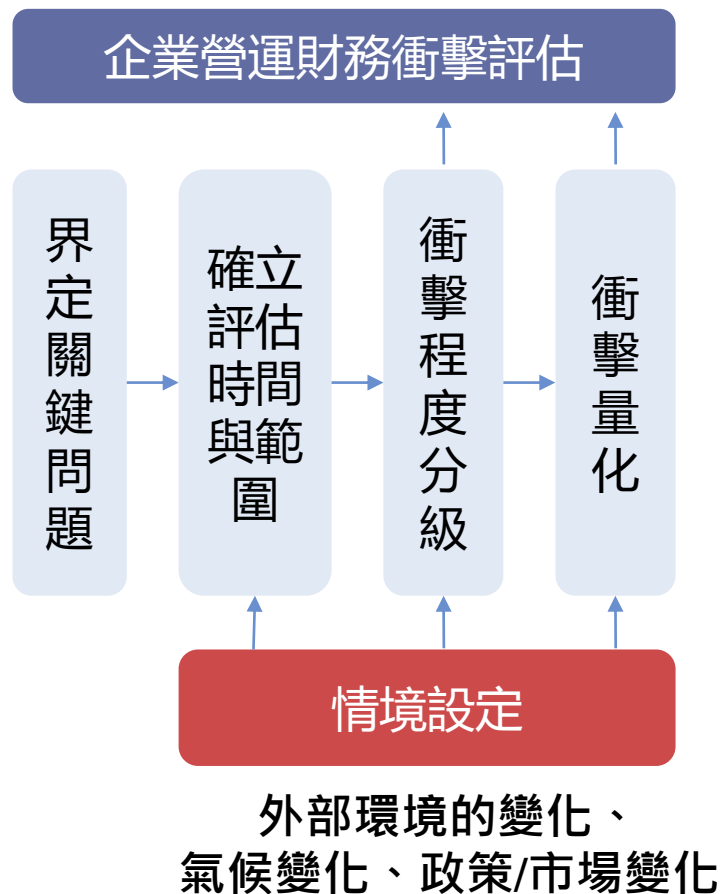 企業營運財務衝擊評估
界定關鍵問題
確立
評估
時間
與範
圍
衝擊程度分級
衝擊量化
情境設定
外部環境的變化、
氣候變化、政策/市場變化